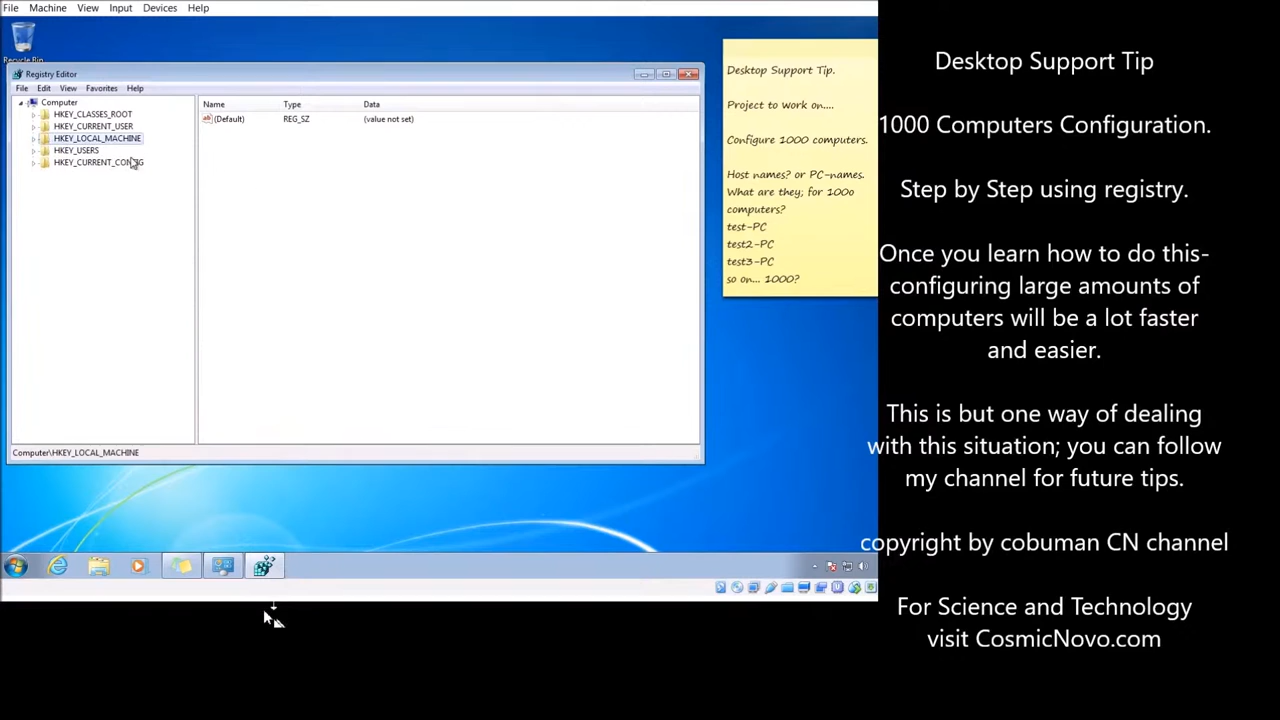 File Machine View Input Devices Help
Recycle Bin
Registry Editor
File Edit View Favorites Help
Computer
HKEY_CLASSES_ROOT
HKEY_CURRENT_USER
HKEY_LOCAL_MACHINE
HKEY_USERS
HKEY_CURRENT_CONFIG
Name Type Data
(Default) REG_SZ (value not set)
Computer\HKEY_LOCAL_MACHINE
Desktop Support Tip.
Project to work on....
Configure 1000 computers.
Host names? or PC-names.
What are they; for 100o
computers?
test-PC
test2-PC
test3-PC
so on... 1000?
Desktop Support Tip
1000 Computers Configuration.
Step by Step using registry.
Once you learn how to do this-
configuring large amounts of
computers will be a lot faster
and easier.
This is but one way of dealing
with this situation; you can follow
my channel for future tips.
copyright by cobuman CN channel
For Science and Technology
visit CosmicNovo.com